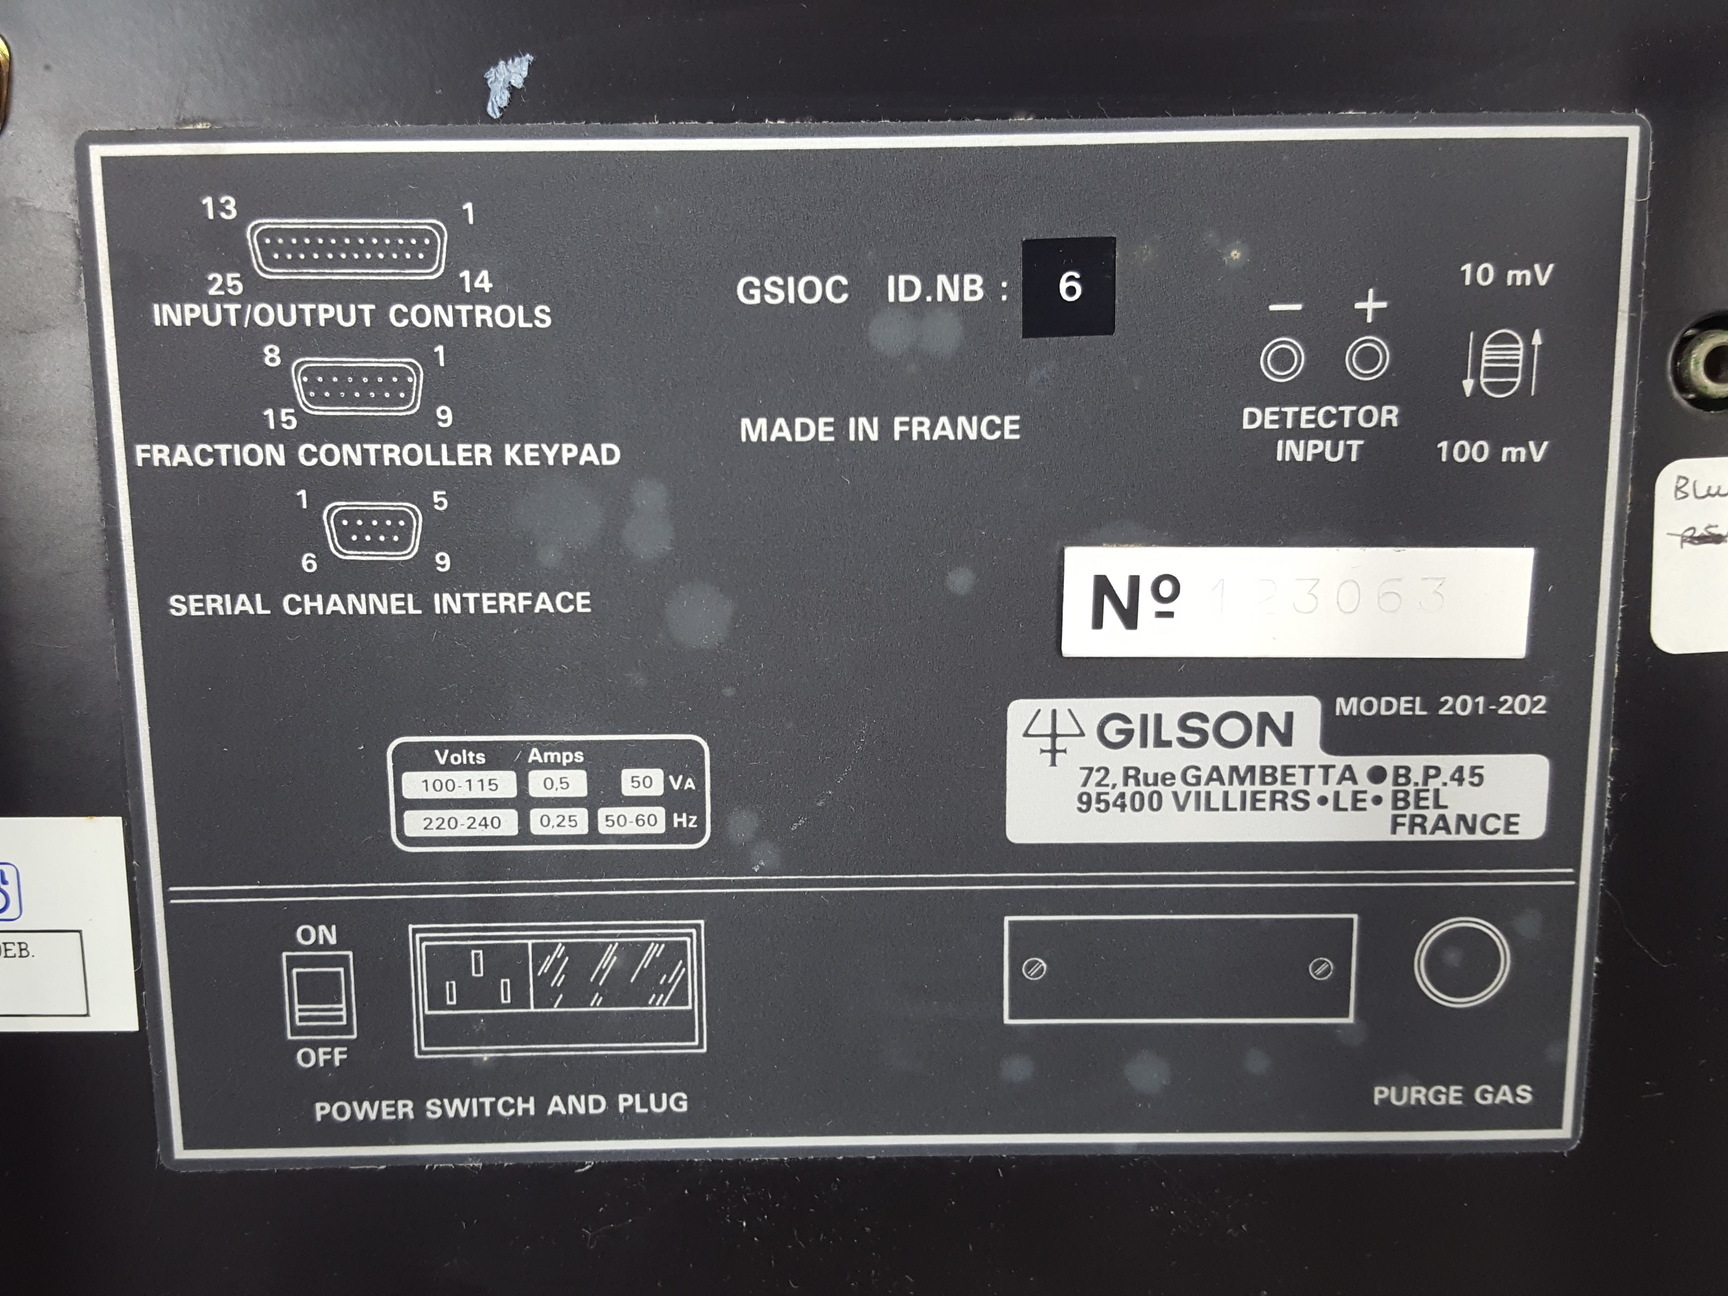 13 1
25 14
INPUT/OUTPUT CONTROLS
8 1
15 9
FRACTION CONTROLLER KEYPAD
1 5
6 9
SERIAL CHANNEL INTERFACE
GSIOC ID.NB : 6
MADE IN FRANCE
− +
DETECTOR
INPUT
10 mV
100 mV
Nº 123063
MODEL 201-202
GILSON
72, Rue GAMBETTA ● B.P.45
95400 VILLIERS • LE • BEL
FRANCE
Volts / Amps
100-115 0,5 50 VA
220-240 0,25 50-60 Hz
ON
OFF
POWER SWITCH AND PLUG
PURGE GAS